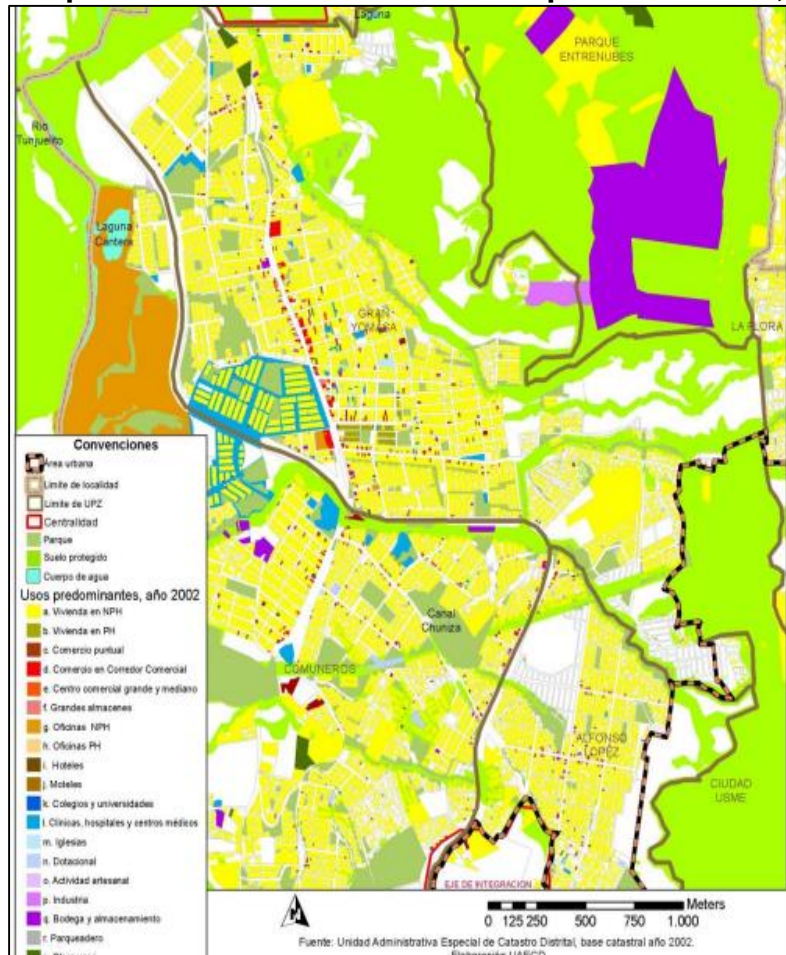 Laguna
PARQUE
ENTRENUBES
Rio
Tunjuelito
Laguna
Cantera
GRAN
YOMASA
LA FLORA
Convenciones
Área urbana
Limite de localidad
Limite de UPZ
Centralidad
Parque
Suelo protegido
Cuerpo de agua
Usos predominantes, año 2002
a. Vivienda en NPH
b. Vivienda en PH
c. Comercio puntual
d. Comercio en Corredor Comercial
e. Centro comercial grande y mediano
f. Grandes almacenes
g. Oficinas NPH
h. Oficinas PH
i. Hoteles
j. Moteles
k. Colegios y universidades
l. Clínicas, hospitales y centros médicos
m. Iglesias
n. Dotacional
o. Actividad artesanal
p. Industria
q. Bodega y almacenamiento
r. Parqueadero
Canal
Chuniza
COMUNEROS
ALFONSO
LOPEZ
CIUDAD
USME
EJE DE INTEGRACION
Meters
0 125 250 500 750 1.000
Fuente: Unidad Administrativa Especial de Catastro Distrital, base catastral año 2002.
Elaboración UAECD